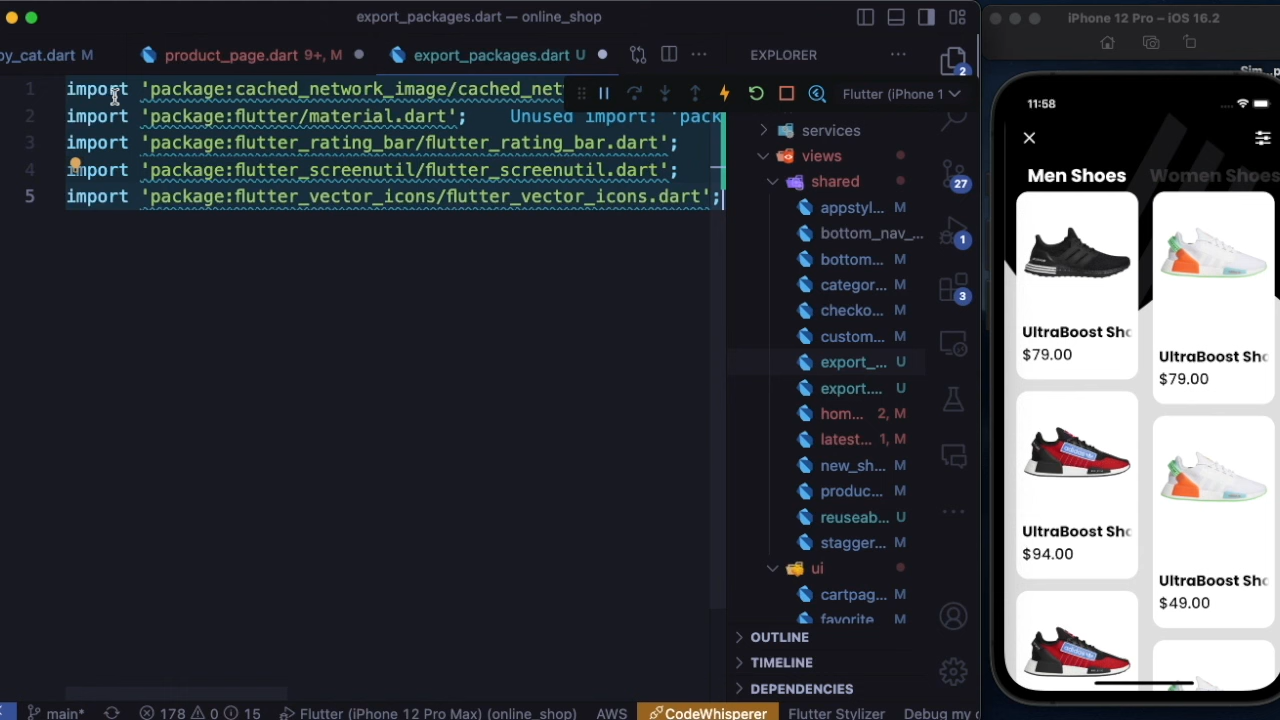 export_packages.dart — online_shop
iPhone 12 Pro – iOS 16.2
by_cat.dart M
product_page.dart 9+, M
export_packages.dart U
EXPLORER
2
1 import 'package:cached_network_image/cached_net
Flutter (iPhone 1
2 import 'package:flutter/material.dart'; Unused import: 'pack
3 import 'package:flutter_rating_bar/flutter_rating_bar.dart';
4 import 'package:flutter_screenutil/flutter_screenutil.dart';
5 import 'package:flutter_vector_icons/flutter_vector_icons.dart';
services
views
shared
appstyl... M
bottom_nav_...
bottom... M
categor... M
checko... M
custom... M
export_... U
export.... U
hom... 2, M
latest... 1, M
new_sh... M
produc... M
reuseab... U
stagger... M
ui
cartpag... M
favorite M
OUTLINE
TIMELINE
DEPENDENCIES
27
1
3
11:58
Men Shoes
Women Shoes
UltraBoost Sho
$79.00
UltraBoost Sho
$79.00
UltraBoost Sho
$94.00
UltraBoost Sho
$49.00
main*
178 0 15
Flutter (iPhone 12 Pro Max) (online_shop)
AWS
CodeWhisperer
Flutter Stylizer
Debug my